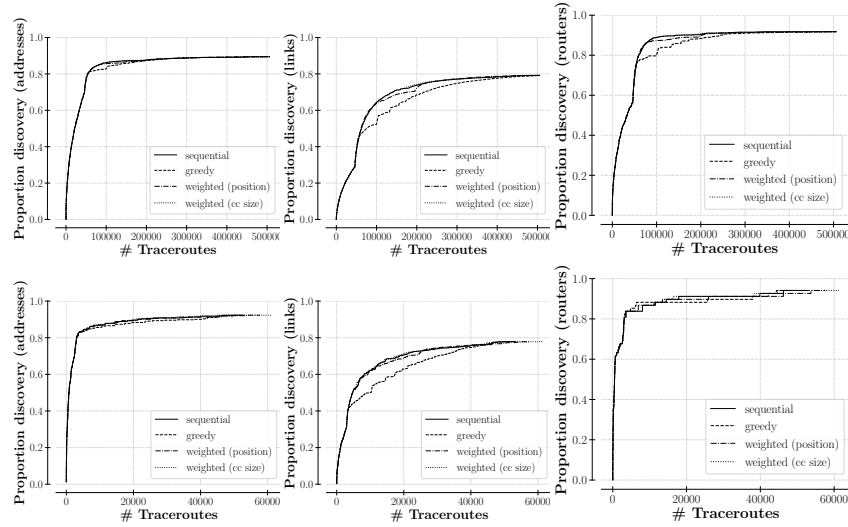 Proportion discovery (addresses)
1.0
0.8
0.6
0.4
0.2
0.0
sequential
greedy
weighted (position)
weighted (cc size)
0 100000 200000 300000 400000 500000
# Traceroutes
Proportion discovery (links)
1.0
0.8
0.6
0.4
0.2
0.0
sequential
greedy
weighted (position)
weighted (cc size)
0 100000 200000 300000 400000 500000
# Traceroutes
Proportion discovery (routers)
1.0
0.8
0.6
0.4
0.2
0.0
sequential
greedy
weighted (position)
weighted (cc size)
0 100000 200000 300000 400000 500000
# Traceroutes
Proportion discovery (addresses)
1.0
0.8
0.6
0.4
0.2
0.0
sequential
greedy
weighted (position)
weighted (cc size)
0 20000 40000 60000
# Traceroutes
Proportion discovery (links)
1.0
0.8
0.6
0.4
0.2
0.0
sequential
greedy
weighted (position)
weighted (cc size)
0 20000 40000 60000
# Traceroutes
Proportion discovery (routers)
1.0
0.8
0.6
0.4
0.2
0.0
sequential
greedy
weighted (position)
weighted (cc size)
0 20000 40000 60000
# Traceroutes